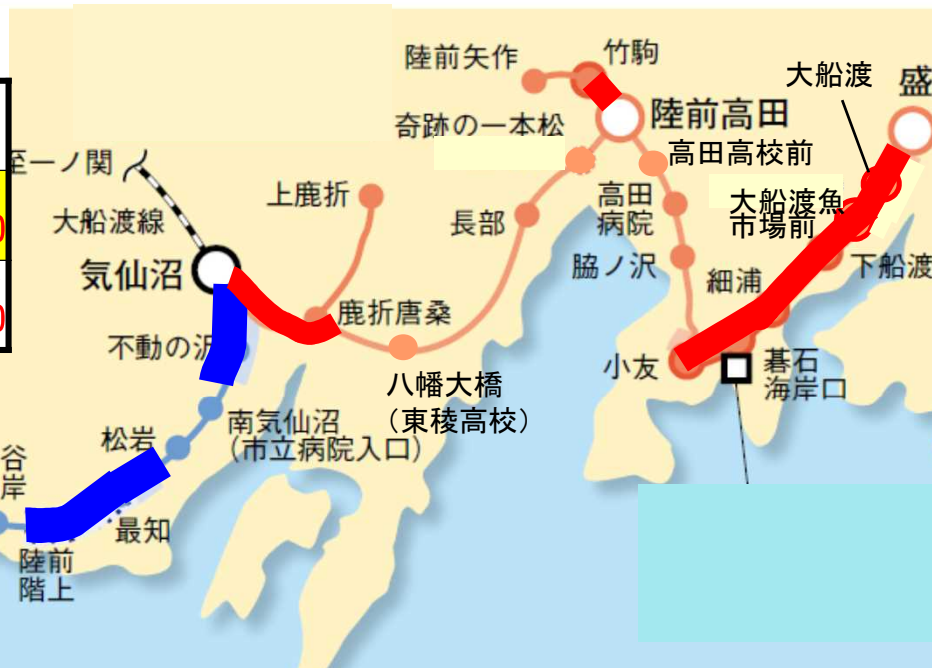 陸前矢作
竹駒
大船渡
盛
奇跡の一本松
陸前高田
高田高校前
至一ノ関
上鹿折
高田
病院
大船渡魚
市場前
大船渡線
長部
脇ノ沢
下船渡
気仙沼
細浦
鹿折唐桑
不動の沢
小友
碁石
海岸口
八幡大橋
（東稜高校）
南気仙沼
（市立病院入口）
松岩
谷
岸
最知
陸前
階上